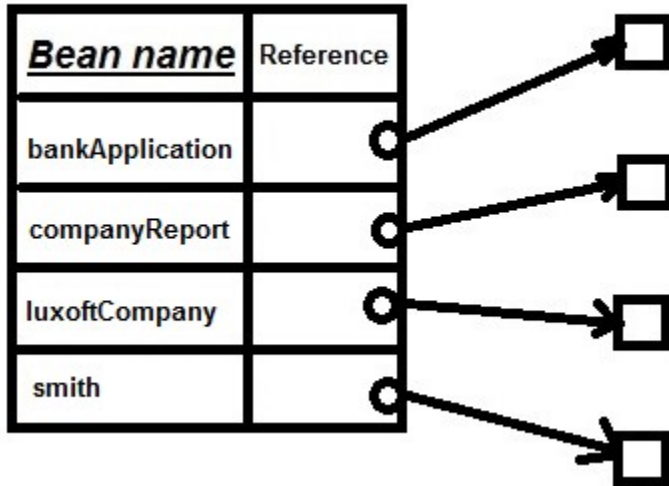 Bean name Reference
bankApplication
companyReport
luxoftCompany
smith